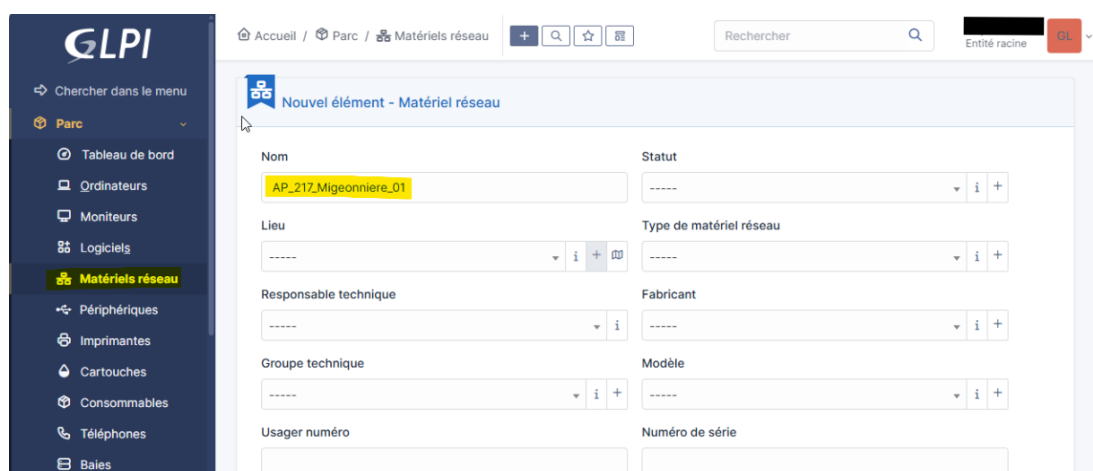 GLPI
Chercher dans le menu
Parc
Tableau de bord
Ordinateurs
Moniteurs
Logiciels
Matériels réseau
Périphériques
Imprimantes
Cartouches
Consommables
Téléphones
Baies
Accueil / Parc / Matériels réseau
Rechercher
Entité racine
GL
Nouvel élément - Matériel réseau
Nom
AP_217_Migeonniere_01
Statut
-----
Lieu
-----
Type de matériel réseau
-----
Responsable technique
-----
Fabricant
-----
Groupe technique
-----
Modèle
-----
Usager numéro
Numéro de série